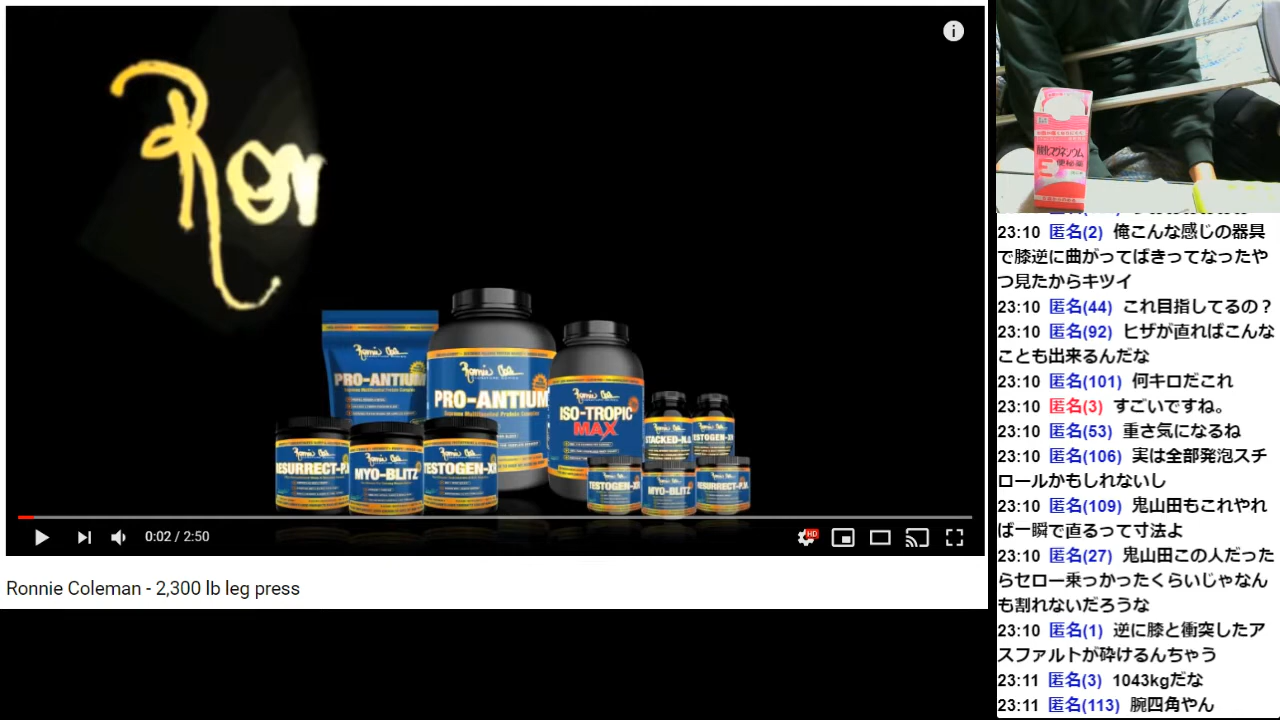 Ron
Ronnie Cole
PRO-ANTIUM
Ronnie Cole
PRO-ANTIUM
Ronnie Cole
ISO-TROPIC
MAX
STACKED-N.O.
TESTOGEN-XR
RESURRECT-P.M.
MYO-BLITZ
TESTOGEN-XR
TESTOGEN-XR
MYO-BLITZ
RESURRECT-P.M.
0:02 / 2:50
HD
Ronnie Coleman - 2,300 lb leg press
酸化マグネシウム
E 便秘薬
23:10 匿名(2) 俺こんな感じの器具
で膝逆に曲がってばきってなったや
つ見たからキツイ
23:10 匿名(44) これ目指してるの？
23:10 匿名(92) ヒザが直ればこんな
ことも出来るんだな
23:10 匿名(101) 何キロだこれ
23:10 匿名(3) すごいですね。
23:10 匿名(53) 重さ気になるね
23:10 匿名(106) 実は全部発泡スチ
ロールかもしれないし
23:10 匿名(109) 鬼山田もこれやれ
ば一瞬で直るって寸法よ
23:10 匿名(27) 鬼山田この人だった
らセロー乗っかったくらいじゃなん
も割れないだろうな
23:10 匿名(1) 逆に膝と衝突したア
スファルトが砕けるんちゃう
23:11 匿名(3) 1043kgだな
23:11 匿名(113) 腕四角やん